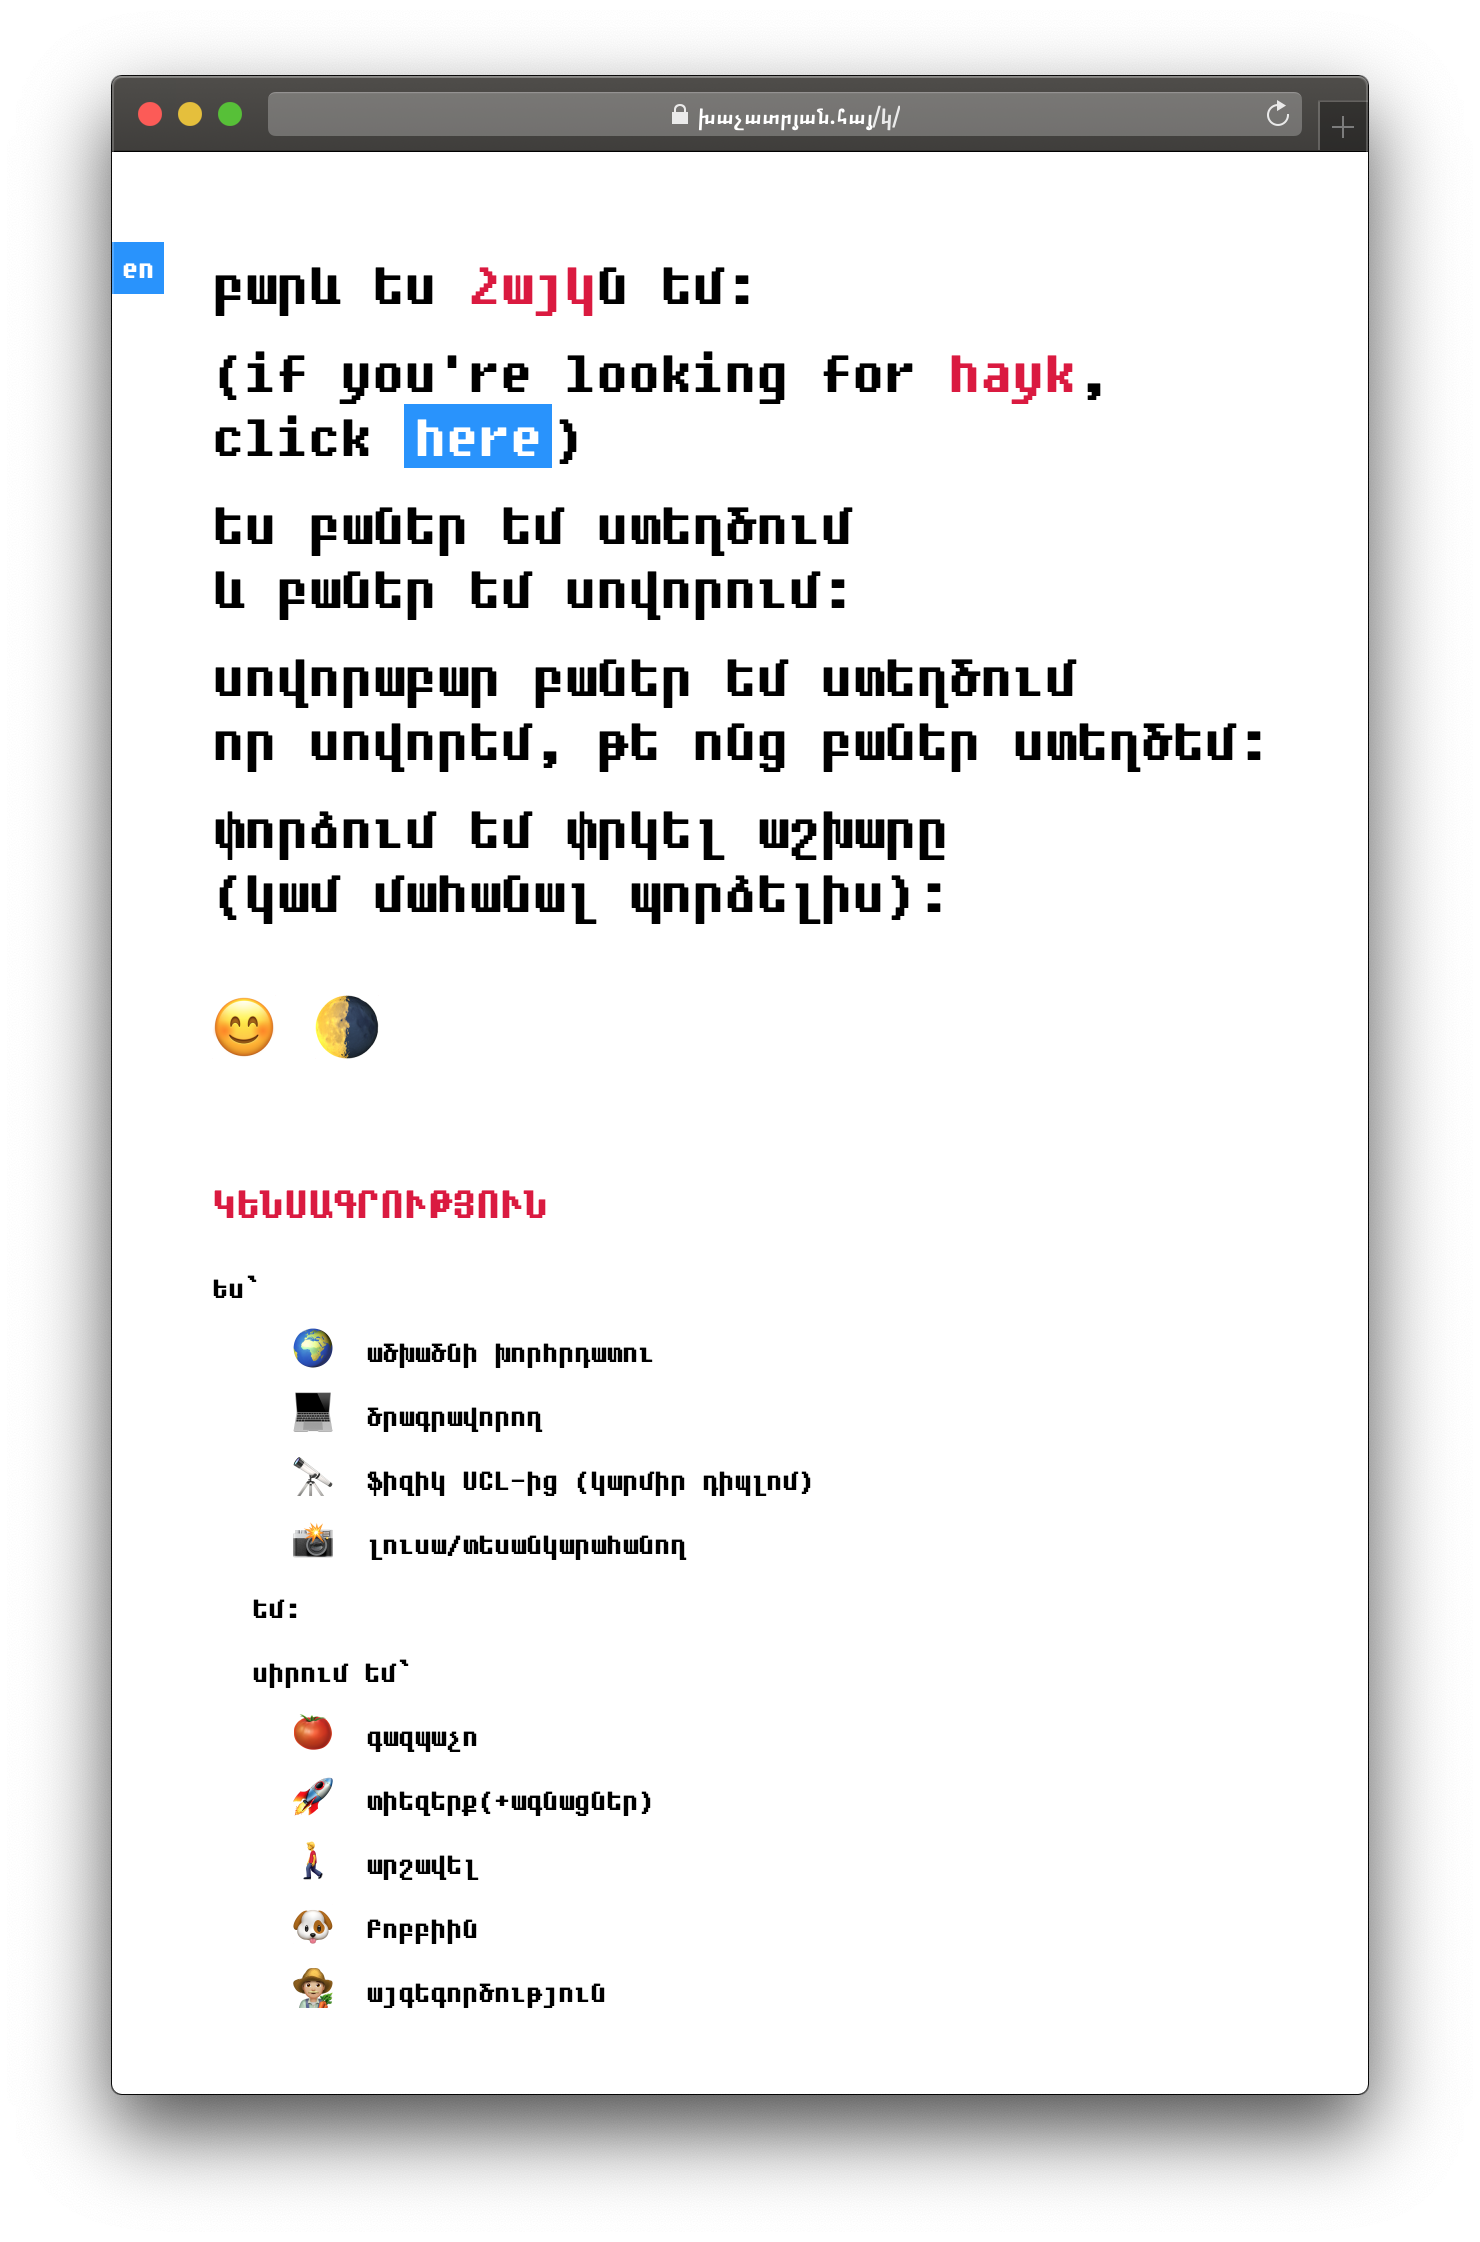 խաչատրյան.հայ/կ/
en
բարև ես Հայկն եմ:
(if you're looking for hayk,
click here)
ես բաներ եմ ստեղծում
և բաներ եմ սովորում:
սովորաբար բաներ եմ ստեղծում
որ սովորեմ, թե ոնց բաներ ստեղծեմ:
փորձում եմ փրկել աշխարը
(կամ մահանալ պորձելիս):
ԿԵՆՍԱԳՐՈՒԹՅՈՒՆ
ես՝
ածխածնի խորհրդատու
ծրագրավորող
ֆիզիկ UCL-ից (կարմիր դիպլոմ)
լուսա/տեսանկարահանող
եմ:
սիրում եմ՝
գազպաչո
տիեզերք(+ագնացներ)
արշավել
Բոբբիին
այգեգործություն